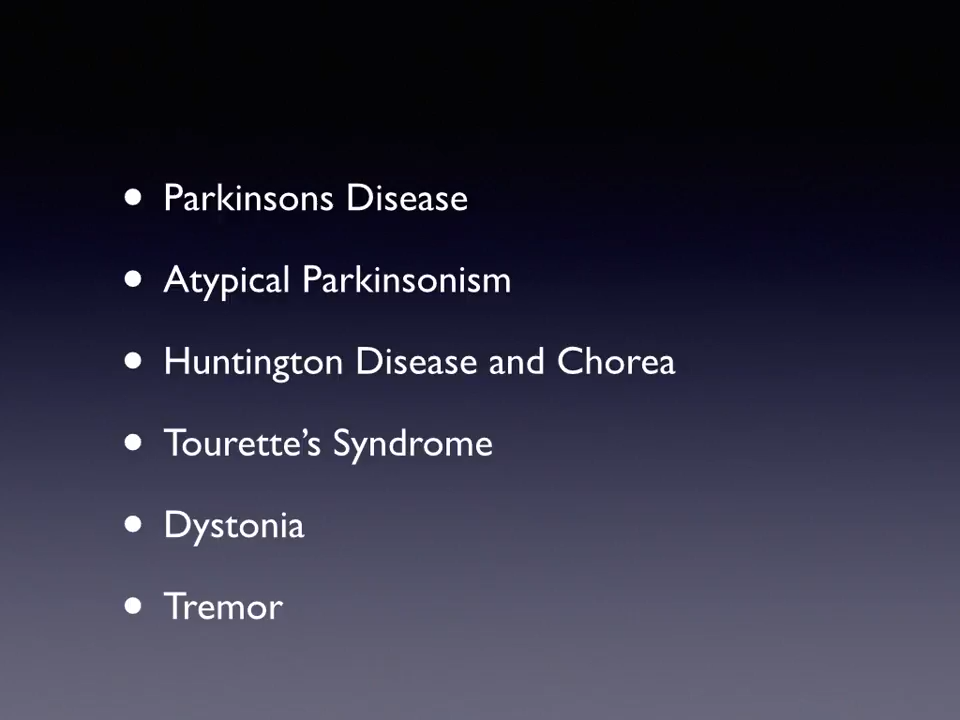 • Parkinsons Disease
• Atypical Parkinsonism
• Huntington Disease and Chorea
• Tourette’s Syndrome
• Dystonia
• Tremor